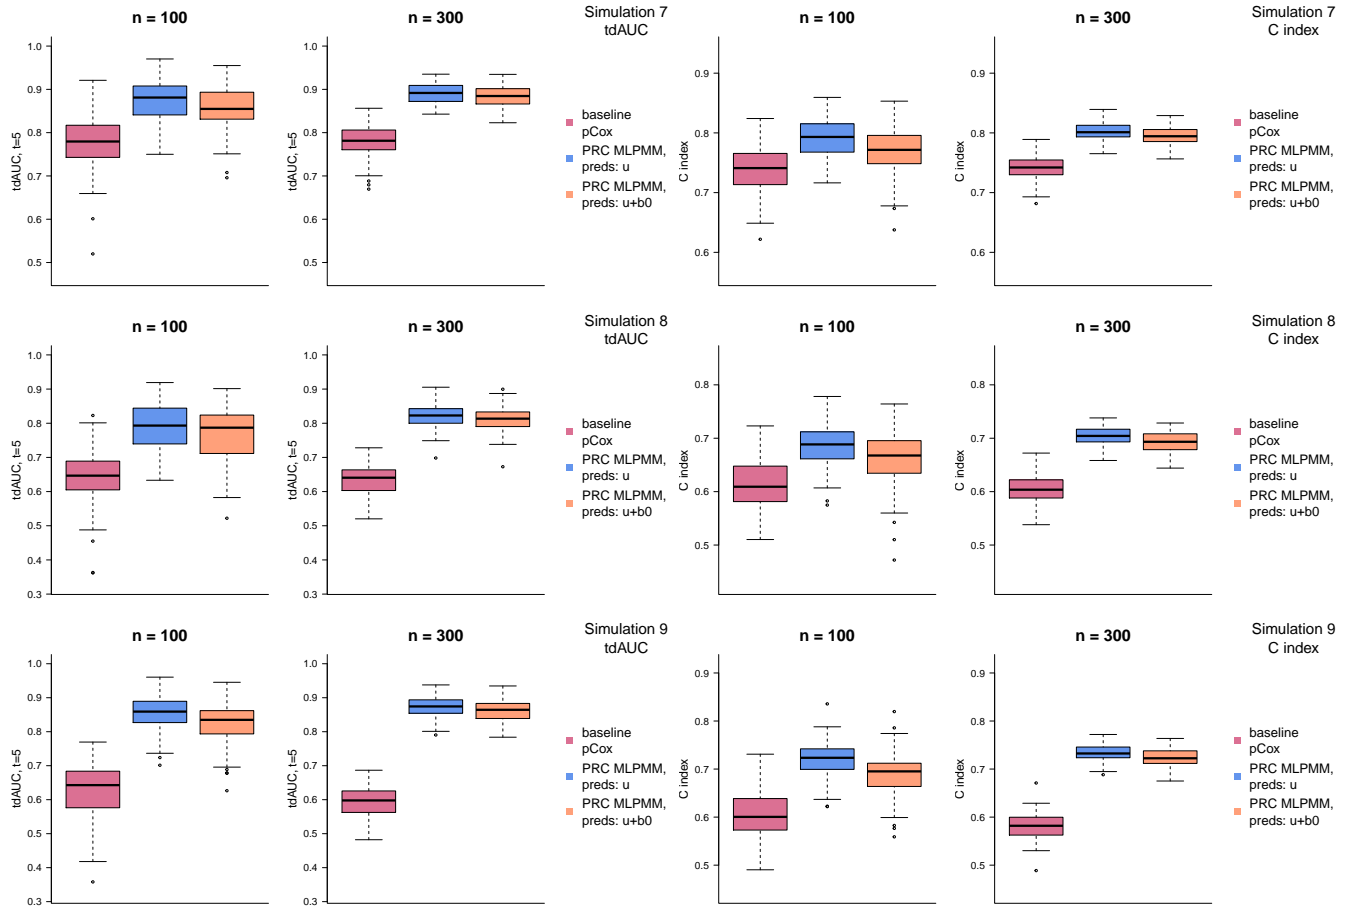 n = 100
n = 300
Simulation 7
tdAUC
tdAUC, t=5
1.0
0.9
0.8
0.7
0.6
0.5
tdAUC, t=5
1.0
0.9
0.8
0.7
0.6
0.5
baseline
pCox
PRC MLPMM,
preds: u
PRC MLPMM,
preds: u+b0
n = 100
n = 300
Simulation 7
C index
C index
0.9
0.8
0.7
0.6
C index
0.9
0.8
0.7
0.6
baseline
pCox
PRC MLPMM,
preds: u
PRC MLPMM,
preds: u+b0
n = 100
n = 300
Simulation 8
tdAUC
tdAUC, t=5
1.0
0.9
0.8
0.7
0.6
0.5
0.4
0.3
tdAUC, t=5
1.0
0.9
0.8
0.7
0.6
0.5
0.4
0.3
baseline
pCox
PRC MLPMM,
preds: u
PRC MLPMM,
preds: u+b0
n = 100
n = 300
Simulation 8
C index
C index
0.8
0.7
0.6
0.5
C index
0.8
0.7
0.6
0.5
baseline
pCox
PRC MLPMM,
preds: u
PRC MLPMM,
preds: u+b0
n = 100
n = 300
Simulation 9
tdAUC
tdAUC, t=5
1.0
0.9
0.8
0.7
0.6
0.5
0.4
0.3
tdAUC, t=5
1.0
0.9
0.8
0.7
0.6
0.5
0.4
0.3
baseline
pCox
PRC MLPMM,
preds: u
PRC MLPMM,
preds: u+b0
n = 100
n = 300
Simulation 9
C index
C index
0.9
0.8
0.7
0.6
0.5
C index
0.9
0.8
0.7
0.6
0.5
baseline
pCox
PRC MLPMM,
preds: u
PRC MLPMM,
preds: u+b0